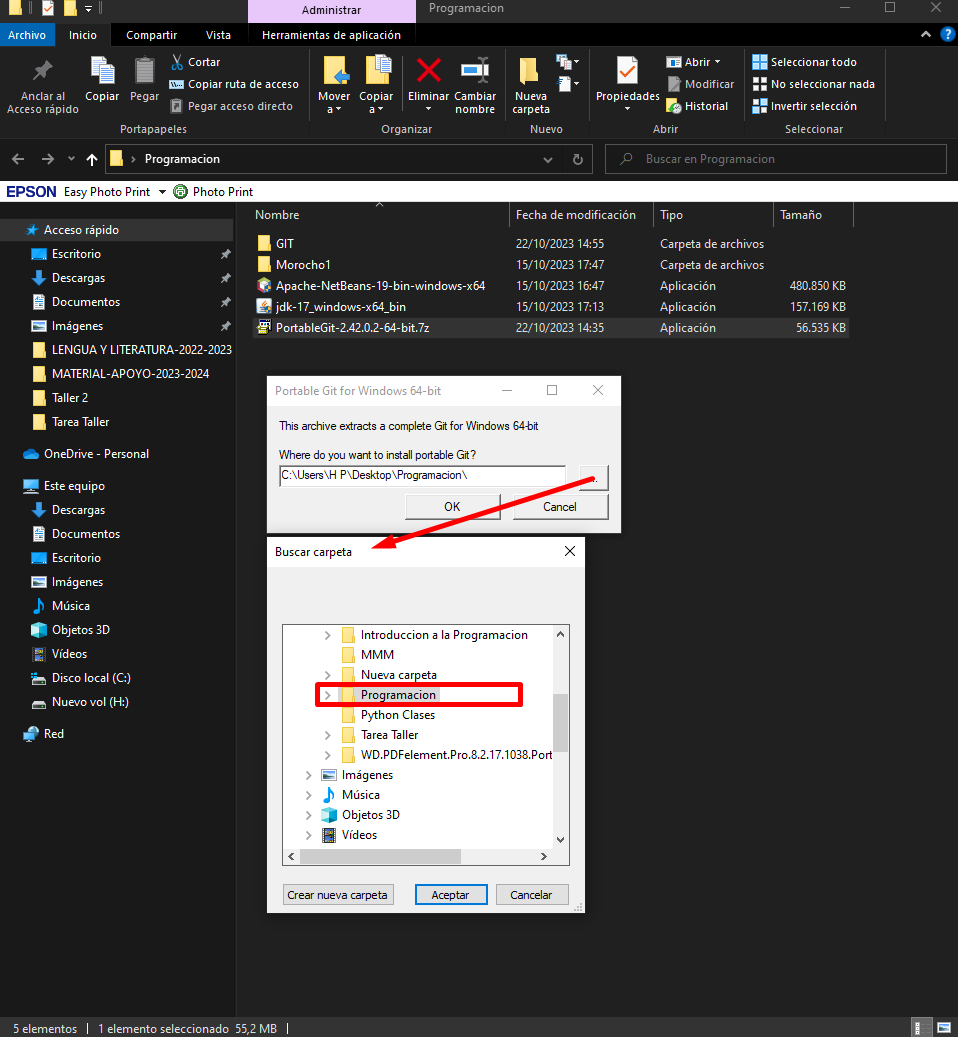 Administrar
Programacion
Archivo
Inicio
Compartir
Vista
Herramientas de aplicación
Anclar al
Acceso rápido
Copiar
Pegar
Cortar
Copiar ruta de acceso
Pegar acceso directo
Mover
a
Copiar
a
Eliminar
Cambiar
nombre
Nueva
carpeta
Propiedades
Abrir
Modificar
Historial
Seleccionar todo
No seleccionar nada
Invertir selección
Portapapeles
Organizar
Nuevo
Abrir
Seleccionar
Programacion
Buscar en Programacion
EPSON Easy Photo Print Photo Print
Acceso rápido
Escritorio
Descargas
Documentos
Imágenes
LENGUA Y LITERATURA-2022-2023
MATERIAL-APOYO-2023-2024
Taller 2
Tarea Taller
OneDrive - Personal
Este equipo
Descargas
Documentos
Escritorio
Imágenes
Música
Objetos 3D
Vídeos
Disco local (C:)
Nuevo vol (H:)
Red
Nombre Fecha de modificación Tipo Tamaño
GIT 22/10/2023 14:55 Carpeta de archivos
Morocho1 15/10/2023 17:47 Carpeta de archivos
Apache-NetBeans-19-bin-windows-x64 15/10/2023 16:47 Aplicación 480.850 KB
jdk-17_windows-x64_bin 15/10/2023 17:13 Aplicación 157.169 KB
PortableGit-2.42.0.2-64-bit.7z 22/10/2023 14:35 Aplicación 56.535 KB
Portable Git for Windows 64-bit
This archive extracts a complete Git for Windows 64-bit
Where do you want to install portable Git?
C:\Users\H P\Desktop\Programacion\
OK
Cancel
Buscar carpeta
Introduccion a la Programacion
MMM
Nueva carpeta
Programacion
Python Clases
Tarea Taller
WD.PDFelement.Pro.8.2.17.1038.Port
Imágenes
Música
Objetos 3D
Vídeos
Crear nueva carpeta
Aceptar
Cancelar
5 elementos
1 elemento seleccionado 55,2 MB